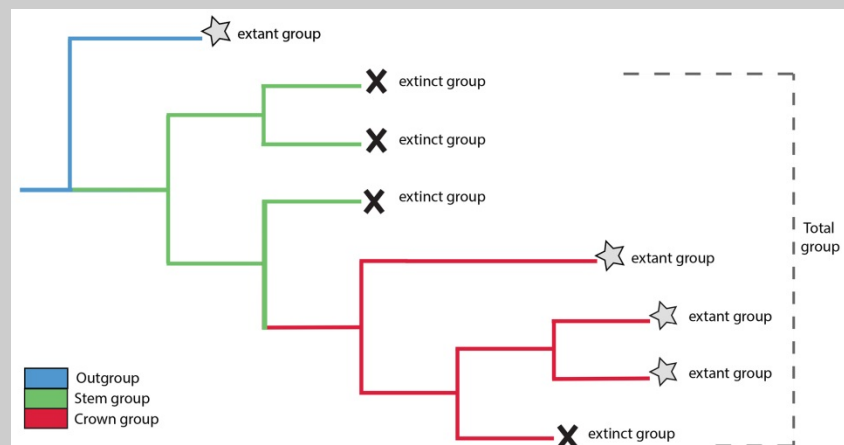 extant group
extinct group
extinct group
extinct group
Total
group
extant group
extant group
extant group
extinct group
Outgroup
Stem group
Crown group